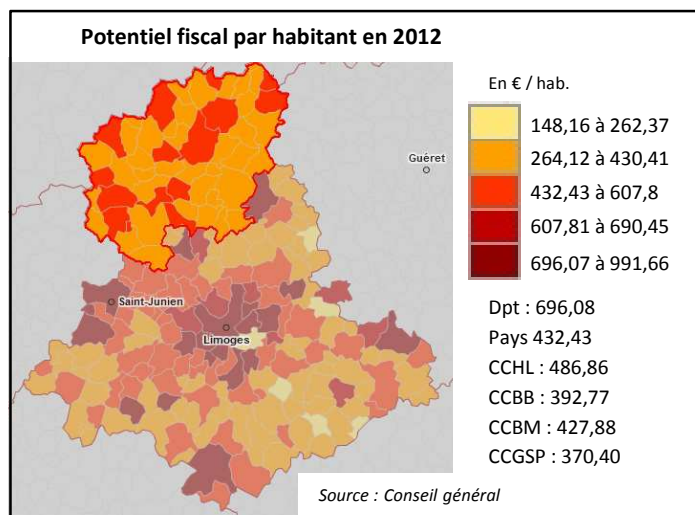 Potentiel fiscal par habitant en 2012
En € / hab.
148,16 à 262,37
264,12 à 430,41
432,43 à 607,8
607,81 à 690,45
696,07 à 991,66
Guéret
Saint-Junien
Limoges
Dpt : 696,08
Pays 432,43
CCHL : 486,86
CCBB : 392,77
CCBM : 427,88
CCGSP : 370,40
Source : Conseil général